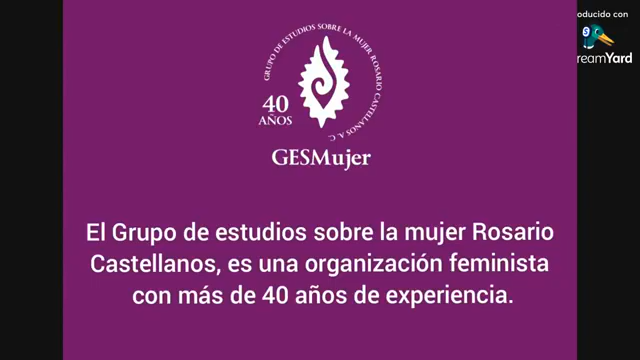 GRUPO DE ESTUDIOS SOBRE LA MUJER ROSARIO CASTELLANOS A. C.
40
AÑOS
GESMujer
El Grupo de estudios sobre la mujer Rosario
Castellanos, es una organización feminista
con más de 40 años de experiencia.
oducido con
reamYard